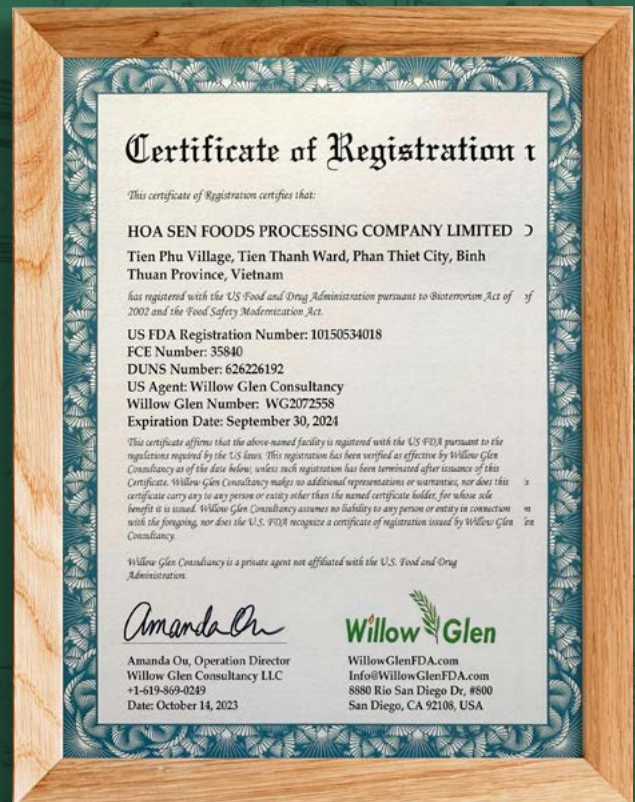 Certificate of Registration
This certificate of Registration certifies that:
HOA SEN FOODS PROCESSING COMPANY LIMITED
Tien Phu Village, Tien Thanh Ward, Phan Thiet City, Binh
Thuan Province, Vietnam
has registered with the US Food and Drug Administration pursuant to Bioterrorism Act of
2002 and the Food Safety Modernization Act.
US FDA Registration Number: 10150534018
FCE Number: 35840
DUNS Number: 626226192
US Agent: Willow Glen Consultancy
Willow Glen Number: WG2072558
Expiration Date: September 30, 2024
This certificate affirms that the above-named facility is registered with the US FDA pursuant to the
regulations required by the US laws. This registration has been verified as effective by Willow Glen
Consultancy as of the date below, unless such registration has been terminated after issuance of this
Certificate. Willow Glen Consultancy makes no additional representations or warranties, nor does this
certificate carry any to any person or entity other than the named certificate holder, for whose sole
benefit it is issued. Willow Glen Consultancy assumes no liability to any person or entity in connection
with the foregoing, nor does the U.S. FDA recognize a certificate of registration issued by Willow Glen
Consultancy.
Willow Glen Consultancy is a private agent not affiliated with the U.S. Food and Drug
Administration.
Amanda Ou
Willow Glen
Amanda Ou, Operation Director
Willow Glen Consultancy LLC
+1-619-869-0249
Date: October 14, 2023
WillowGlenFDA.com
Info@WillowGlenFDA.com
8880 Rio San Diego Dr, #800
San Diego, CA 92108, USA